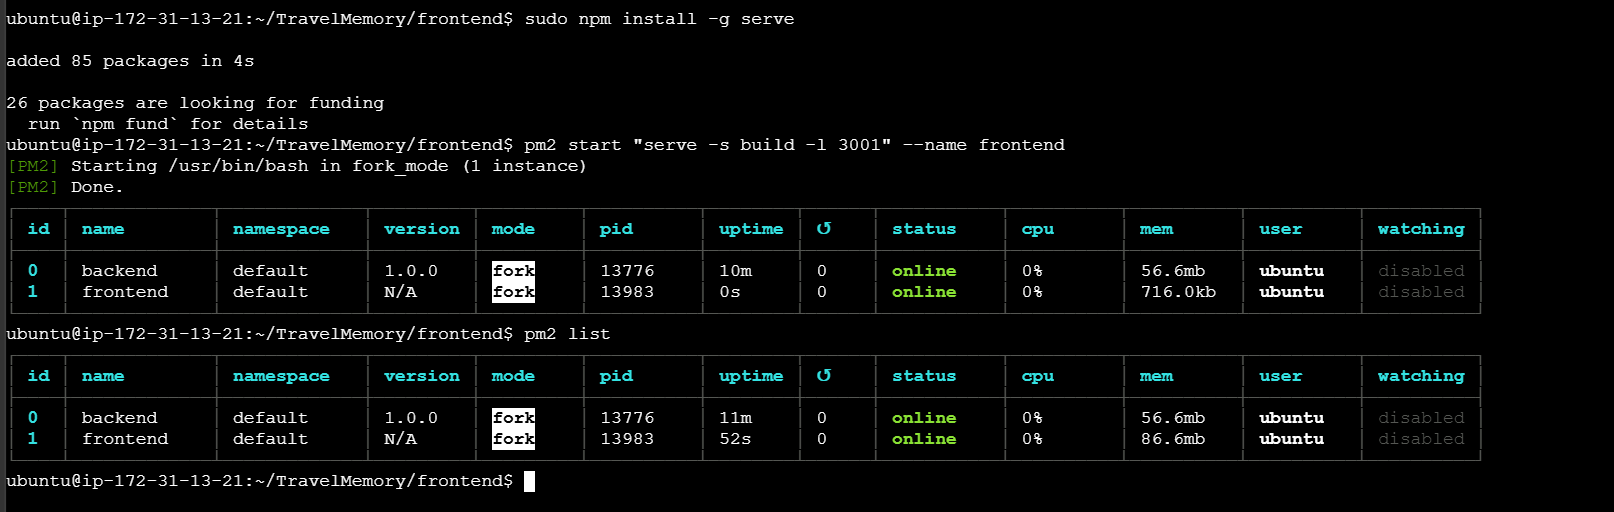 ubuntu@ip-172-31-13-21:~/TravelMemory/frontend$ sudo npm install -g serve
added 85 packages in 4s
26 packages are looking for funding
run `npm fund` for details
ubuntu@ip-172-31-13-21:~/TravelMemory/frontend$ pm2 start "serve -s build -l 3001" --name frontend
[PM2] Starting /usr/bin/bash in fork_mode (1 instance)
[PM2] Done.
id name namespace version mode pid uptime ↺ status cpu mem user watching
0 backend default 1.0.0 fork 13776 10m 0 online 0% 56.6mb ubuntu disabled
1 frontend default N/A fork 13983 0s 0 online 0% 716.0kb ubuntu disabled
ubuntu@ip-172-31-13-21:~/TravelMemory/frontend$ pm2 list
id name namespace version mode pid uptime ↺ status cpu mem user watching
0 backend default 1.0.0 fork 13776 11m 0 online 0% 56.6mb ubuntu disabled
1 frontend default N/A fork 13983 52s 0 online 0% 86.6mb ubuntu disabled
ubuntu@ip-172-31-13-21:~/TravelMemory/frontend$